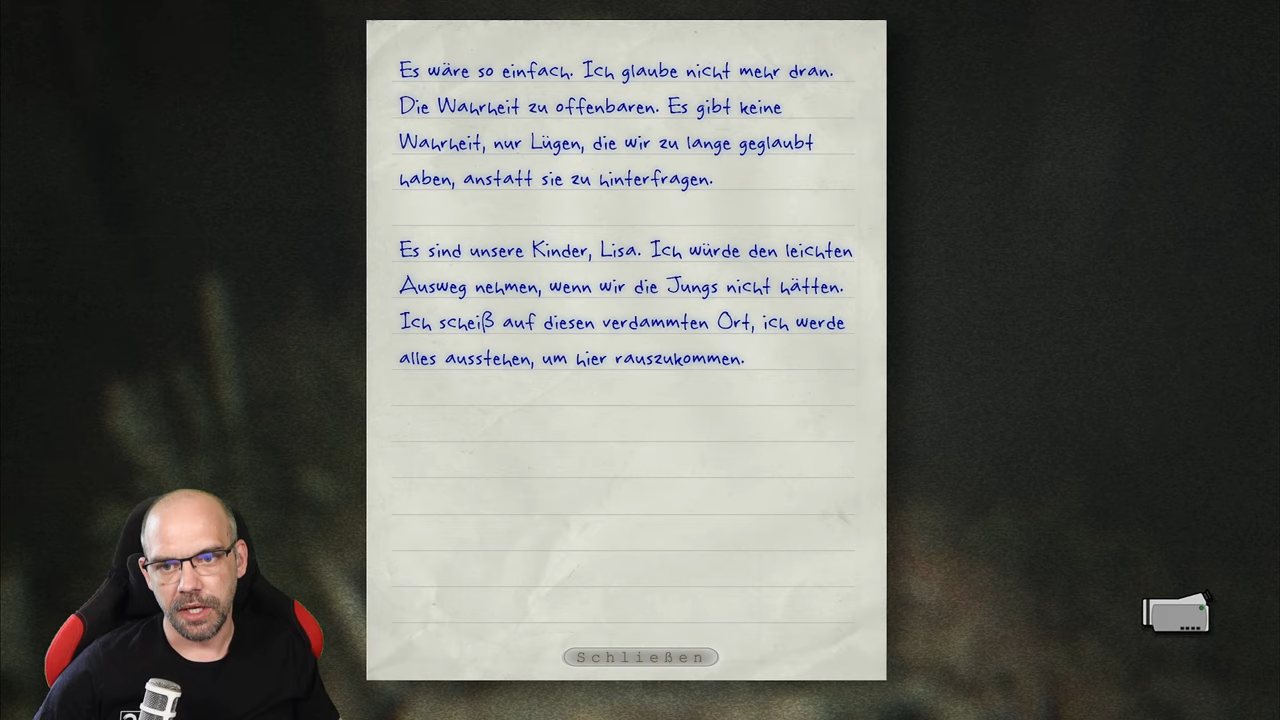 Es wäre so einfach. Ich glaube nicht mehr dran.
Die Wahrheit zu offenbaren. Es gibt keine
Wahrheit, nur Lügen, die wir zu lange geglaubt
haben, anstatt sie zu hinterfragen.
Es sind unsere Kinder, Lisa. Ich würde den leichten
Ausweg nehmen, wenn wir die Jungs nicht hätten.
Ich scheiß auf diesen verdammten Ort, ich werde
alles ausstehen, um hier rauszukommen.
Schließen